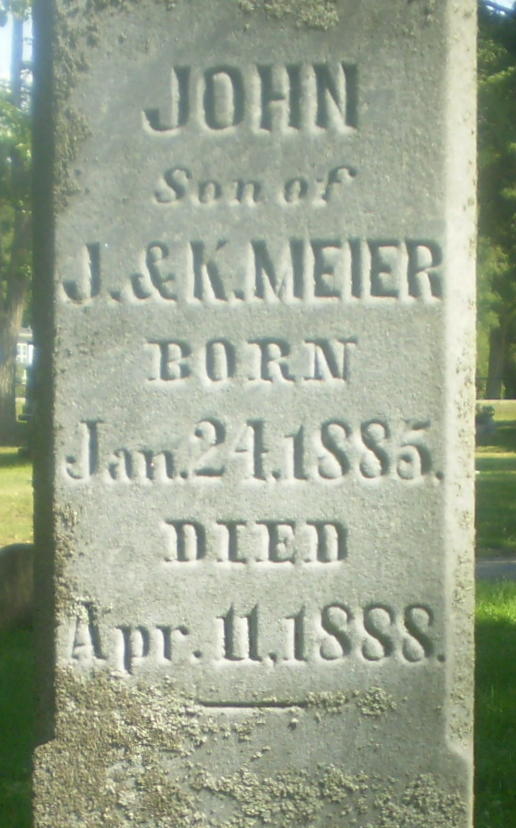 JOHN
Son of
J. & K. MEIER
BORN
Jan. 24, 1885.
DIED
Apr. 11, 1888.